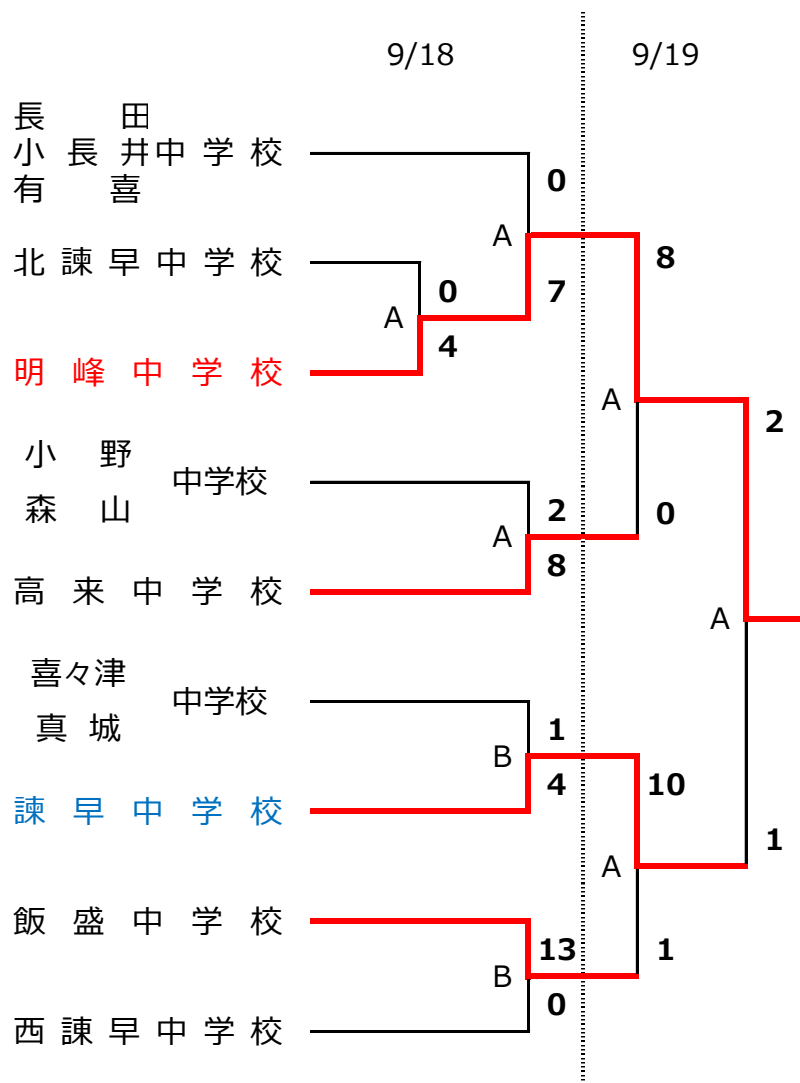 9/18 9/19
長 田
小 長 井 中 学 校
有 喜
0
A
8
北 諫 早 中 学 校
0
7
A
4
明 峰 中 学 校
A
2
小 野
中学校
森 山
2
0
A
8
高 来 中 学 校
A
喜々津
中学校
真 城
1
B
4
10
諫 早 中 学 校
1
A
飯 盛 中 学 校
13
1
B
0
西 諫 早 中 学 校